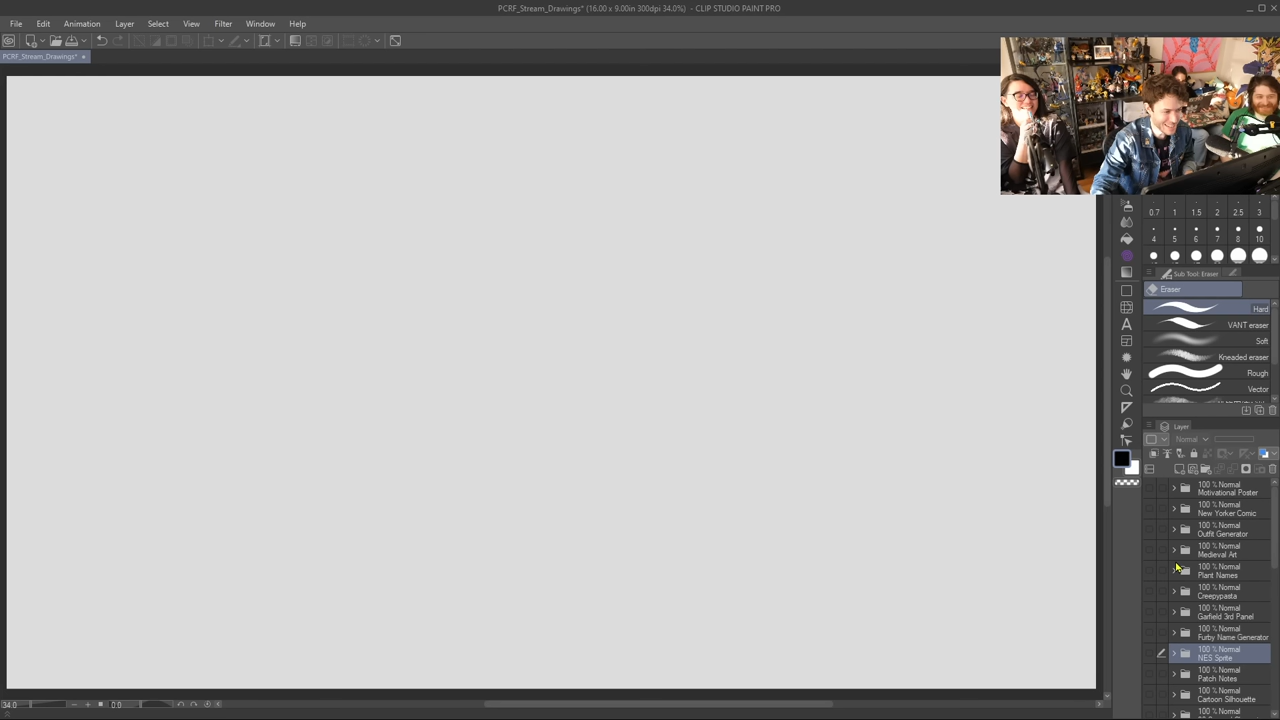 PCRF_Stream_Drawings* (16.00 x 9.00in 300dpi 34.0%) - CLIP STUDIO PAINT PRO
File Edit Animation Layer Select View Filter Window Help
PCRF_Stream_Drawings*
0.7 1 1.5 2 2.5 3
4 5 6 7 8 10
Sub Tool: Eraser
Eraser
Hard
VANT eraser
Soft
Kneaded eraser
Rough
Vector
Layer
Normal
100 % Normal
Motivational Poster
100 % Normal
New Yorker Comic
100 % Normal
Outfit Generator
100 % Normal
Medieval Art
100 % Normal
Plant Names
100 % Normal
Creepypasta
100 % Normal
Garfield 3rd Panel
100 % Normal
Furby Name Generator
100 % Normal
NES Sprite
100 % Normal
Patch Notes
100 % Normal
Cartoon Silhouette
34.0 0.0